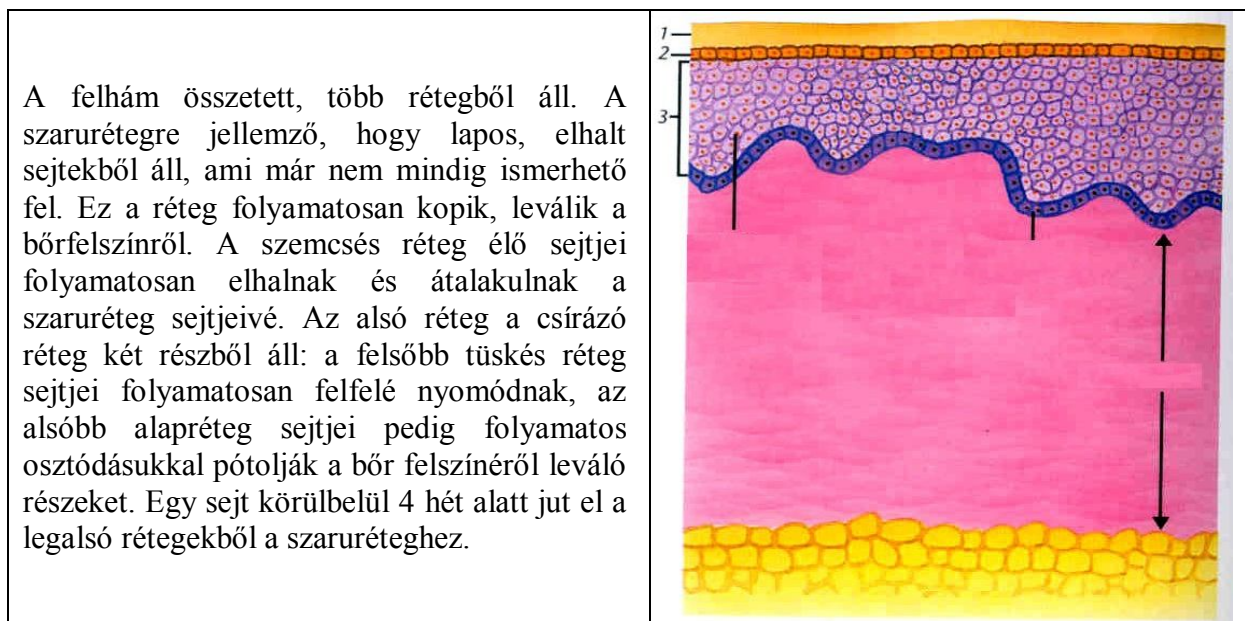 A felhám összetett, több rétegből áll. A
szarurétegre jellemző, hogy lapos, elhalt
sejtekből áll, ami már nem mindig ismerhető
fel. Ez a réteg folyamatosan kopik, leválik a
bőrfelszínről. A szemcsés réteg élő sejtjei
folyamatosan elhalnak és átalakulnak a
szaruréteg sejtjeivé. Az alsó réteg a csírázó
réteg két részből áll: a felsőbb tüskés réteg
sejtjei folyamatosan felfelé nyomódnak, az
alsóbb alapréteg sejtjei pedig folyamatos
osztódásukkal pótolják a bőr felszínéről leváló
részeket. Egy sejt körülbelül 4 hét alatt jut el a
legalsó rétegekből a szaruréteghez.
1
2
3